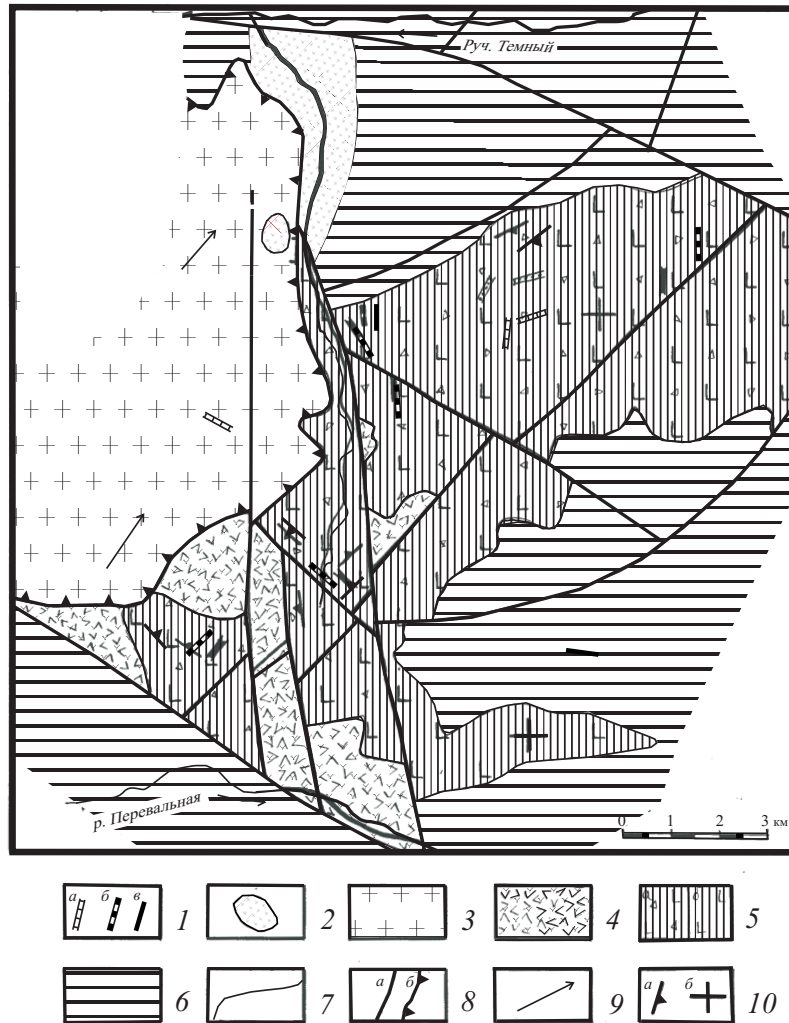 Руч. Темный
р. Перевальная
0 1 2 3 км
а б в 1 2 3 4 а б 5
6 7 а б 8 9 а б 10